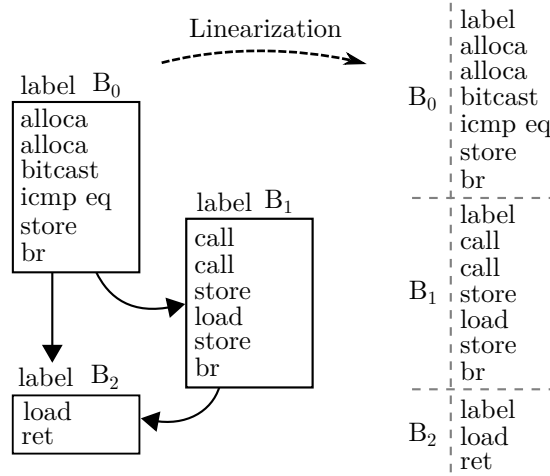 Linearization
label B₀
alloca
alloca
bitcast
icmp eq
store
br
label B₁
call
call
store
load
store
br
label B₂
load
ret
B₀
label
alloca
alloca
bitcast
icmp eq
store
br
B₁
label
call
call
store
load
store
br
B₂
label
load
ret